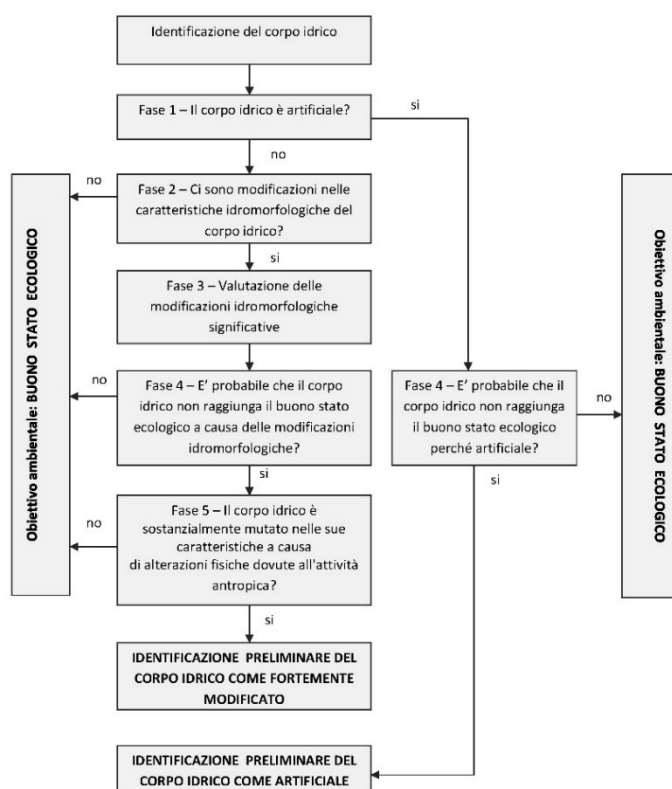 Identificazione del corpo idrico
Fase 1 – Il corpo idrico è artificiale?
si
no
no
Fase 2 – Ci sono modificazioni nelle
caratteristiche idromorfologiche del
corpo idrico?
si
Fase 3 – Valutazione delle
modificazioni idromorfologiche
significative
no
Fase 4 – E' probabile che il corpo
idrico non raggiunga il buono stato
ecologico a causa delle modificazioni
idromorfologiche?
Fase 4 – E' probabile che il
corpo idrico non raggiunga
il buono stato ecologico
perché artificiale?
no
si
si
no
Fase 5 – Il corpo idrico è
sostanzialmente mutato nelle sue
caratteristiche a causa
di alterazioni fisiche dovute all'attività
antropica?
si
Obiettivo ambientale: BUONO STATO ECOLOGICO
Obiettivo ambientale: BUONO STATO ECOLOGICO
IDENTIFICAZIONE PRELIMINARE DEL
CORPO IDRICO COME FORTEMENTE
MODIFICATO
IDENTIFICAZIONE PRELIMINARE DEL
CORPO IDRICO COME ARTIFICIALE